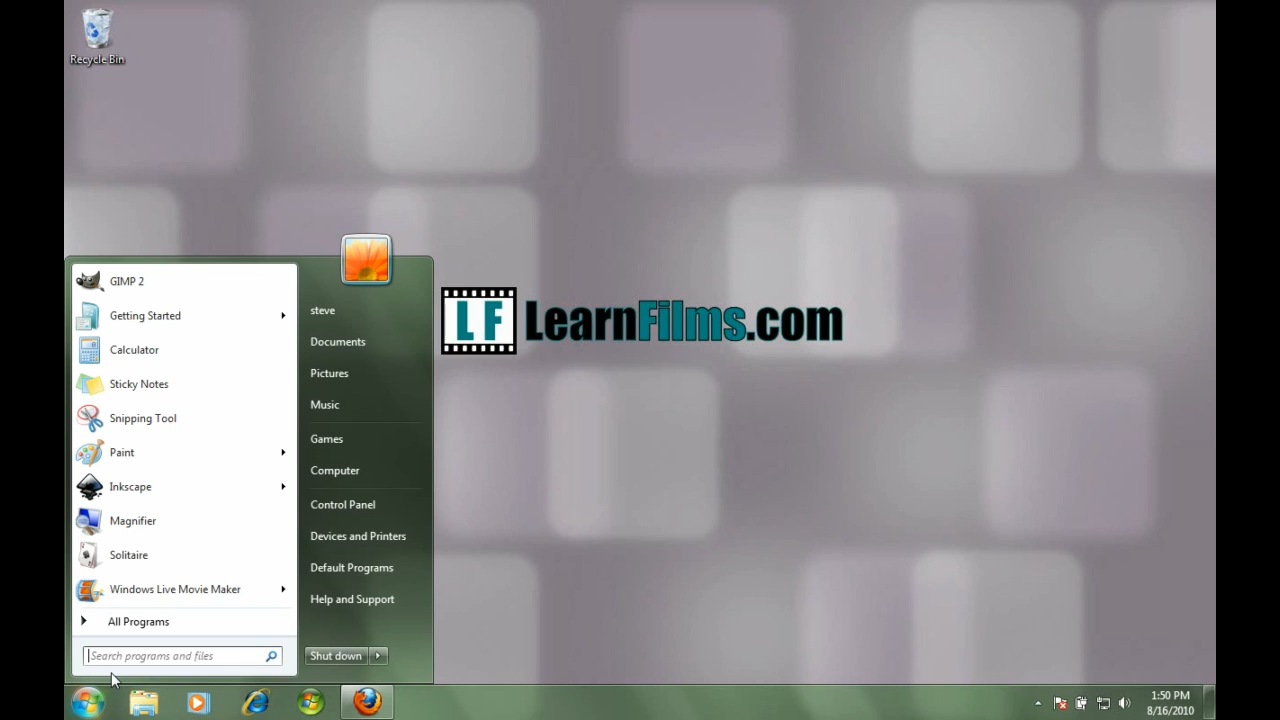 Recycle Bin
LF LearnFilms.com
GIMP 2
Getting Started
Calculator
Sticky Notes
Snipping Tool
Paint
Inkscape
Magnifier
Solitaire
Windows Live Movie Maker
All Programs
Search programs and files
steve
Documents
Pictures
Music
Games
Computer
Control Panel
Devices and Printers
Default Programs
Help and Support
Shut down
1:50 PM
8/16/2010